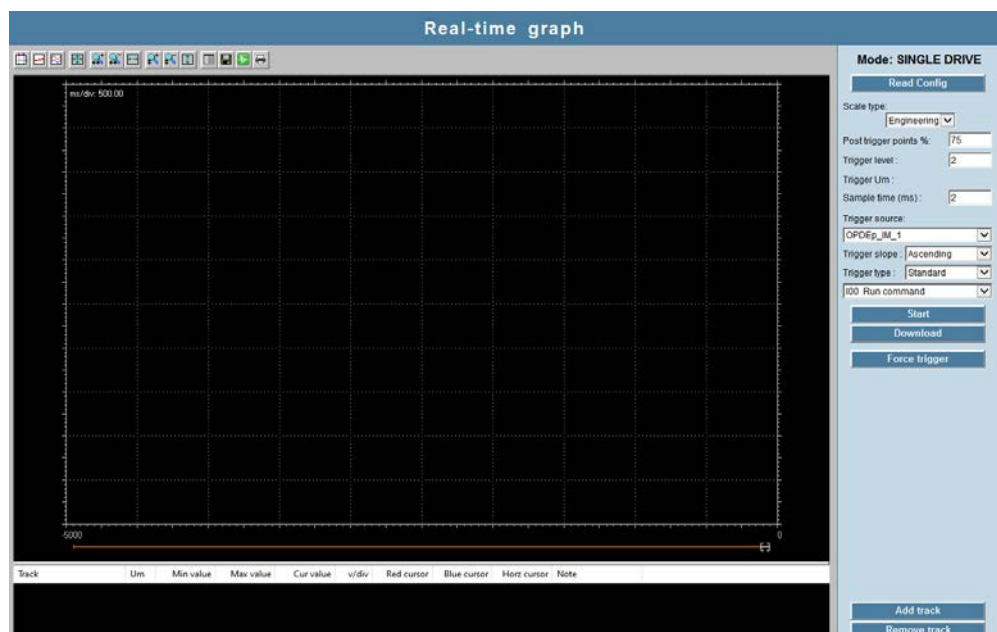 Real-time graph
ms/div: 500.00
-5000
0
Track Um Min value Max value Cur value v/div Red cursor Blue cursor Horz cursor Note
Mode: SINGLE DRIVE
Read Config
Scale type:
Engineering
Post trigger points %: 75
Trigger level : 2
Trigger Um :
Sample time (ms) : 2
Trigger source:
OPDEp_IM_1
Trigger slope : Ascending
Trigger type : Standard
I00 Run command
Start
Download
Force trigger
Add track
Remove track